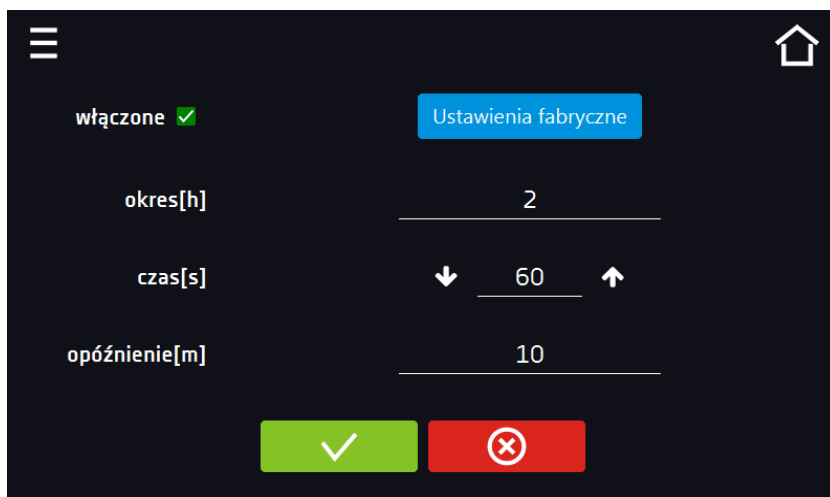 włączone
Ustawienia fabryczne
okres[h]
2
czas[s]
60
opóźnienie[m]
10